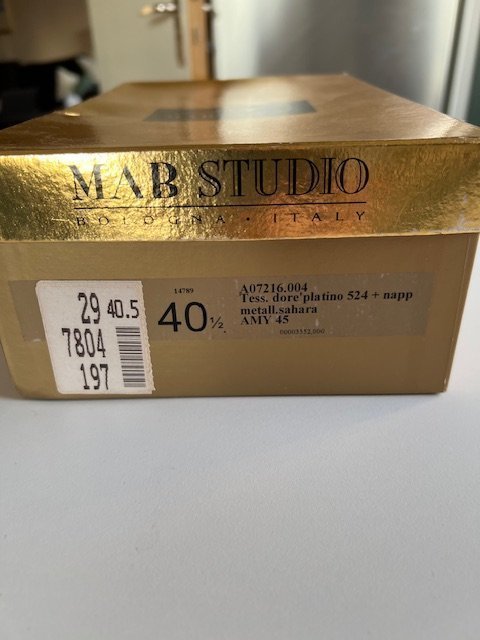 MAB STUDIO
BOLOGNA • ITALY
29 40.5
7804
197
14789
40½
A07216.004
Tess. dore'platino 524 + napp
metall.sahara
AMY 45